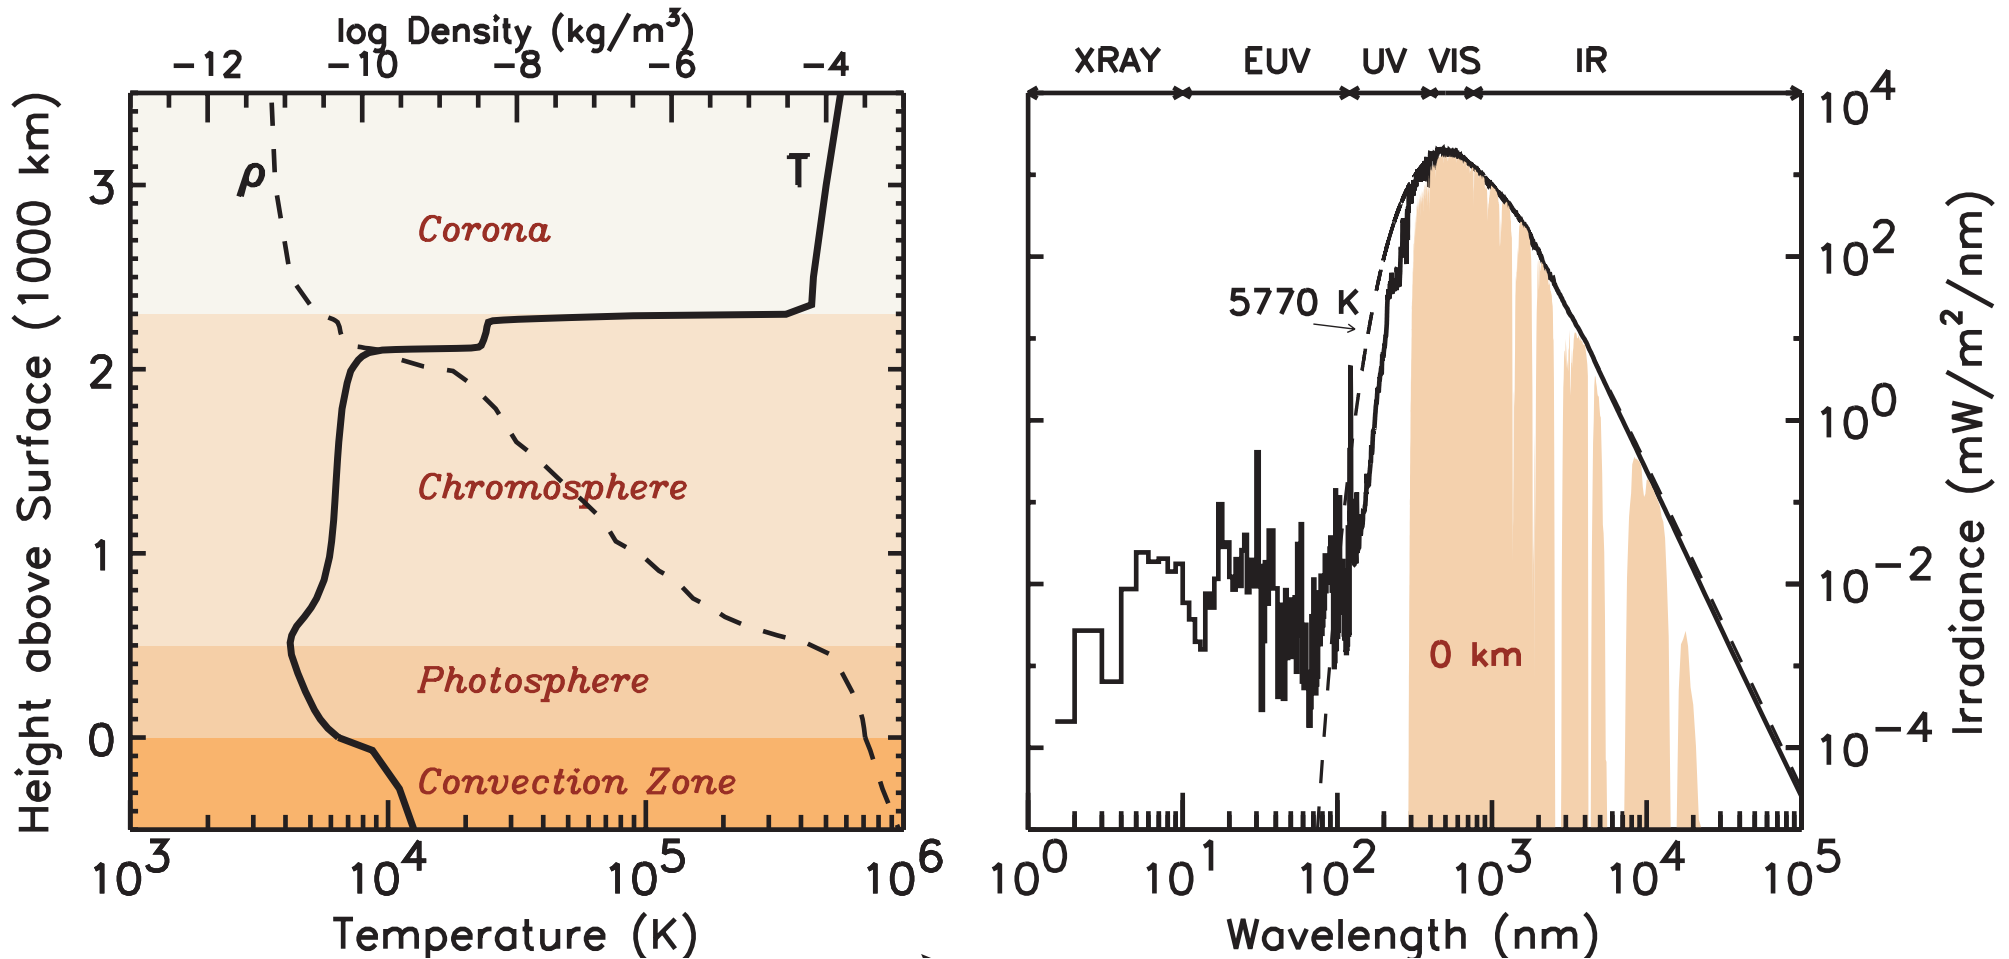 log Density (kg/m³)
−12 −10 −8 −6 −4
Height above Surface (1000 km)
3
2
1
0
ρ
T
Corona
Chromosphere
Photosphere
Convection Zone
10³ 10⁴ 10⁵ 10⁶
Temperature (K)
XRAY EUV UV VIS IR
10⁴
10²
10⁰
10⁻²
10⁻⁴
Irradiance (mW/m²/nm)
5770 K
0 km
10⁰ 10¹ 10² 10³ 10⁴ 10⁵
Wavelength (nm)